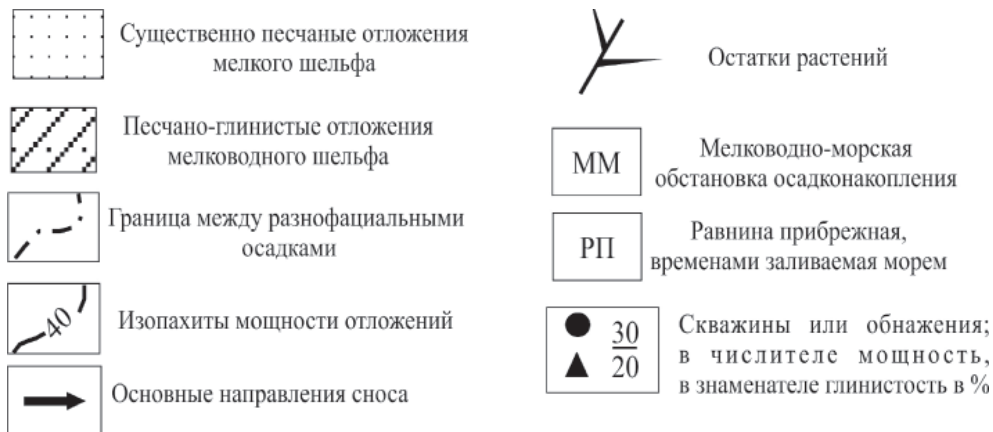 Существенно песчаные отложения
мелкого шельфа
Песчано-глинистые отложения
мелководного шельфа
Граница между разнофациальными
осадками
40
Изопахиты мощности отложений
Основные направления сноса
Остатки растений
ММ
Мелководно-морская
обстановка осадконакопления
РП
Равнина прибрежная,
временами заливаемая морем
30
20
Скважины или обнажения;
в числителе мощность,
в знаменателе глинистость в %